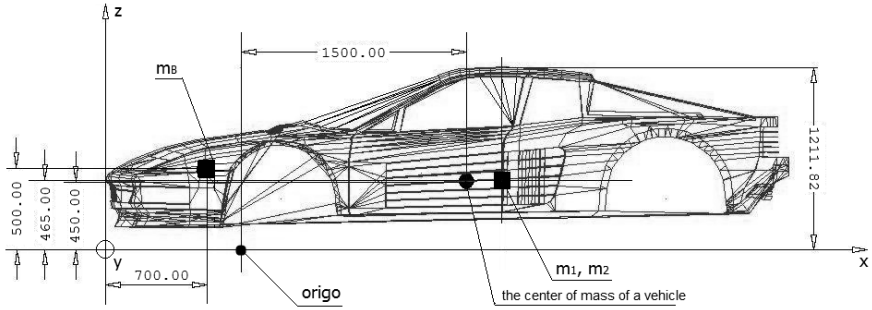 z
1500.00
mB
1211.82
500.00
465.00
450.00
y
x
700.00
m1, m2
origo
the center of mass of a vehicle